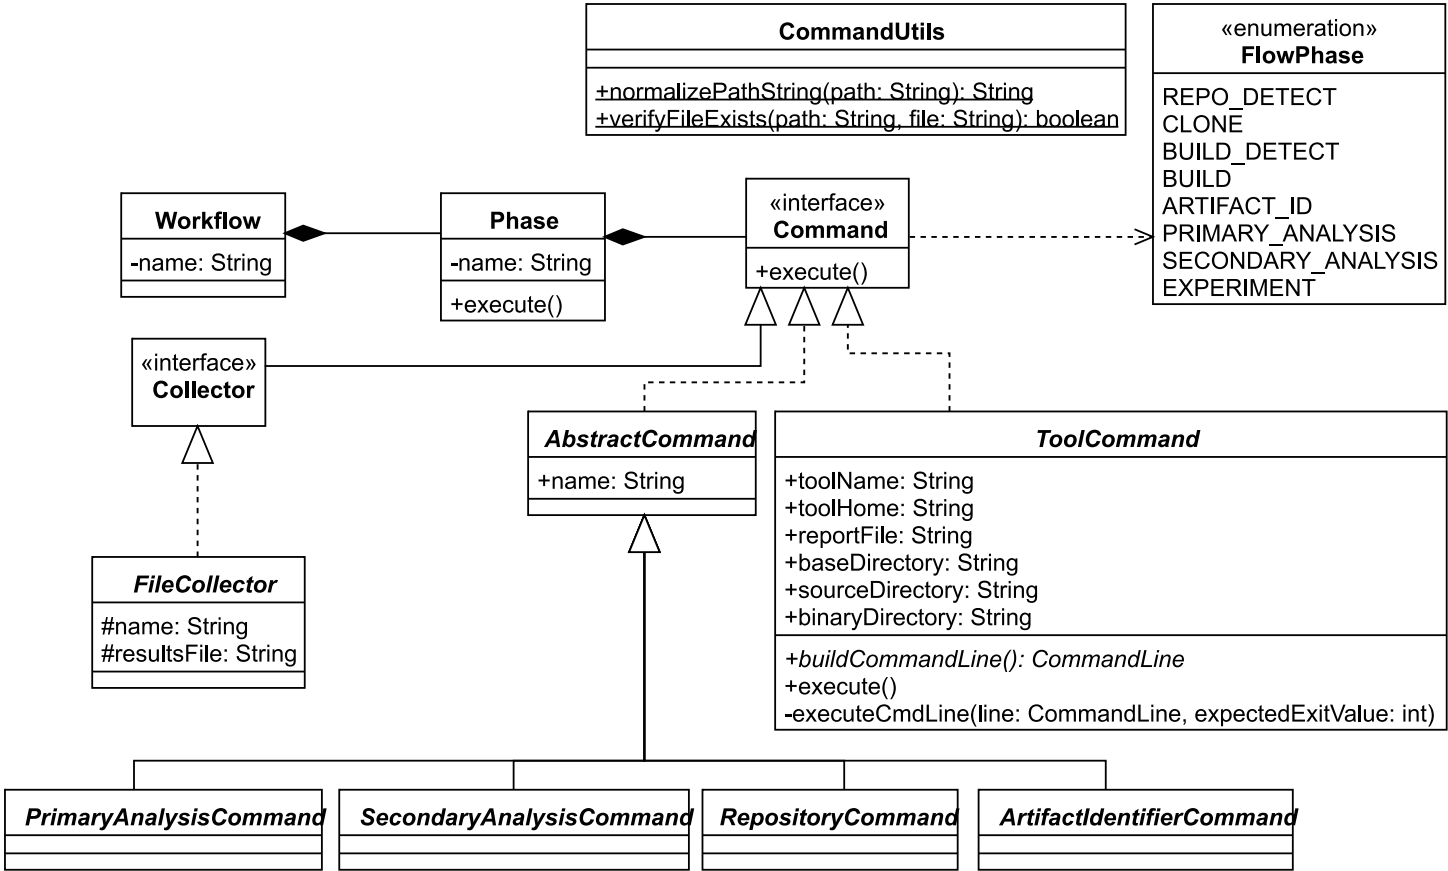 CommandUtils
+normalizePathString(path: String): String
+verifyFileExists(path: String, file: String): boolean
«enumeration»
FlowPhase
REPO_DETECT
CLONE
BUILD_DETECT
BUILD
ARTIFACT_ID
PRIMARY_ANALYSIS
SECONDARY_ANALYSIS
EXPERIMENT
Workflow
-name: String
Phase
-name: String
+execute()
«interface»
Command
+execute()
«interface»
Collector
FileCollector
#name: String
#resultsFile: String
AbstractCommand
+name: String
ToolCommand
+toolName: String
+toolHome: String
+reportFile: String
+baseDirectory: String
+sourceDirectory: String
+binaryDirectory: String
+buildCommandLine(): CommandLine
+execute()
-executeCmdLine(line: CommandLine, expectedExitValue: int)
PrimaryAnalysisCommand
SecondaryAnalysisCommand
RepositoryCommand
ArtifactIdentifierCommand